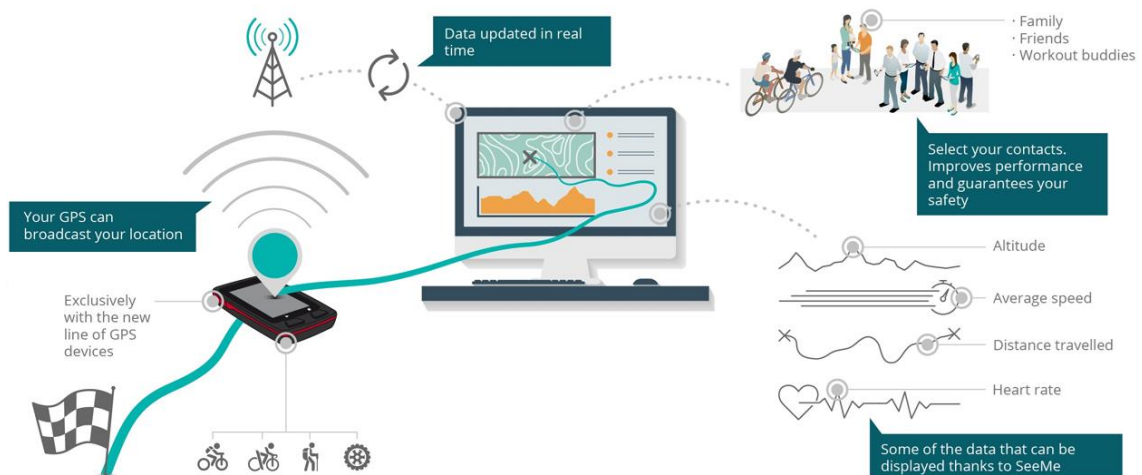 Data updated in real
time
· Family
· Friends
· Workout buddies
Select your contacts.
Improves performance
and guarantees your
safety
Your GPS can
broadcast your location
Exclusively
with the new
line of GPS
devices
Altitude
Average speed
Distance travelled
Heart rate
Some of the data that can be
displayed thanks to SeeMe